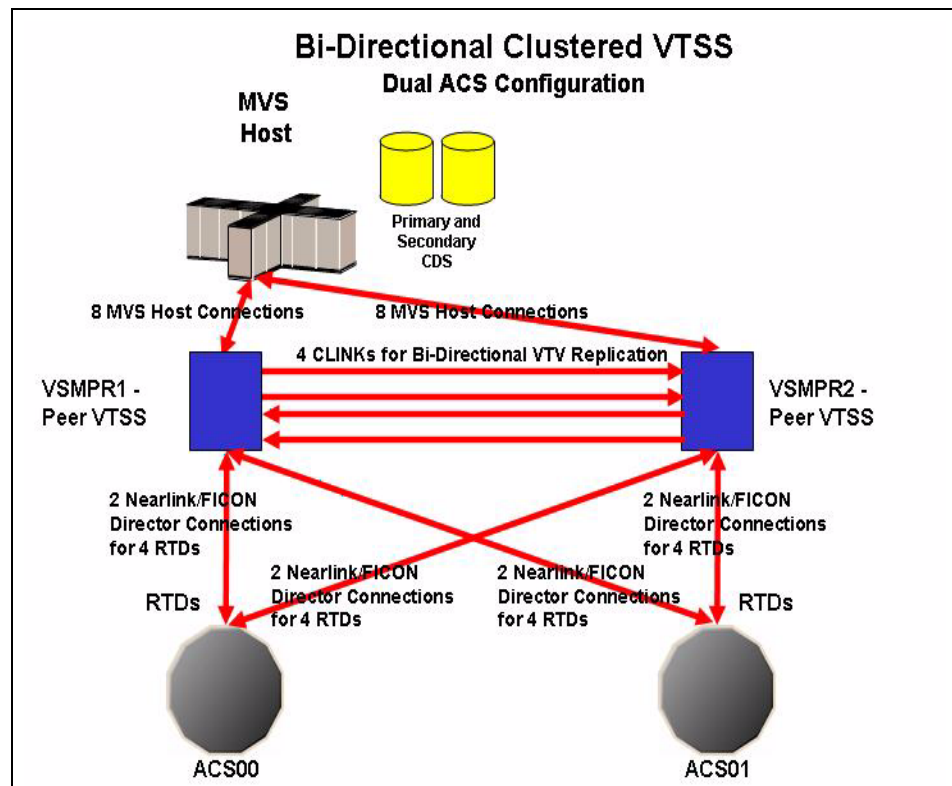 Bi-Directional Clustered VTSS
Dual ACS Configuration
MVS
Host
Primary and
Secondary
CDS
8 MVS Host Connections
8 MVS Host Connections
4 CLINKs for Bi-Directional VTV Replication
VSMPR1 -
Peer VTSS
VSMPR2 -
Peer VTSS
2 Nearlink/FICON
Director Connections
for 4 RTDs
2 Nearlink/FICON
Director Connections
for 4 RTDs
2 Nearlink/FICON
Director Connections
for 4 RTDs
2 Nearlink/FICON
Director Connections
for 4 RTDs
RTDs
RTDs
ACS00
ACS01